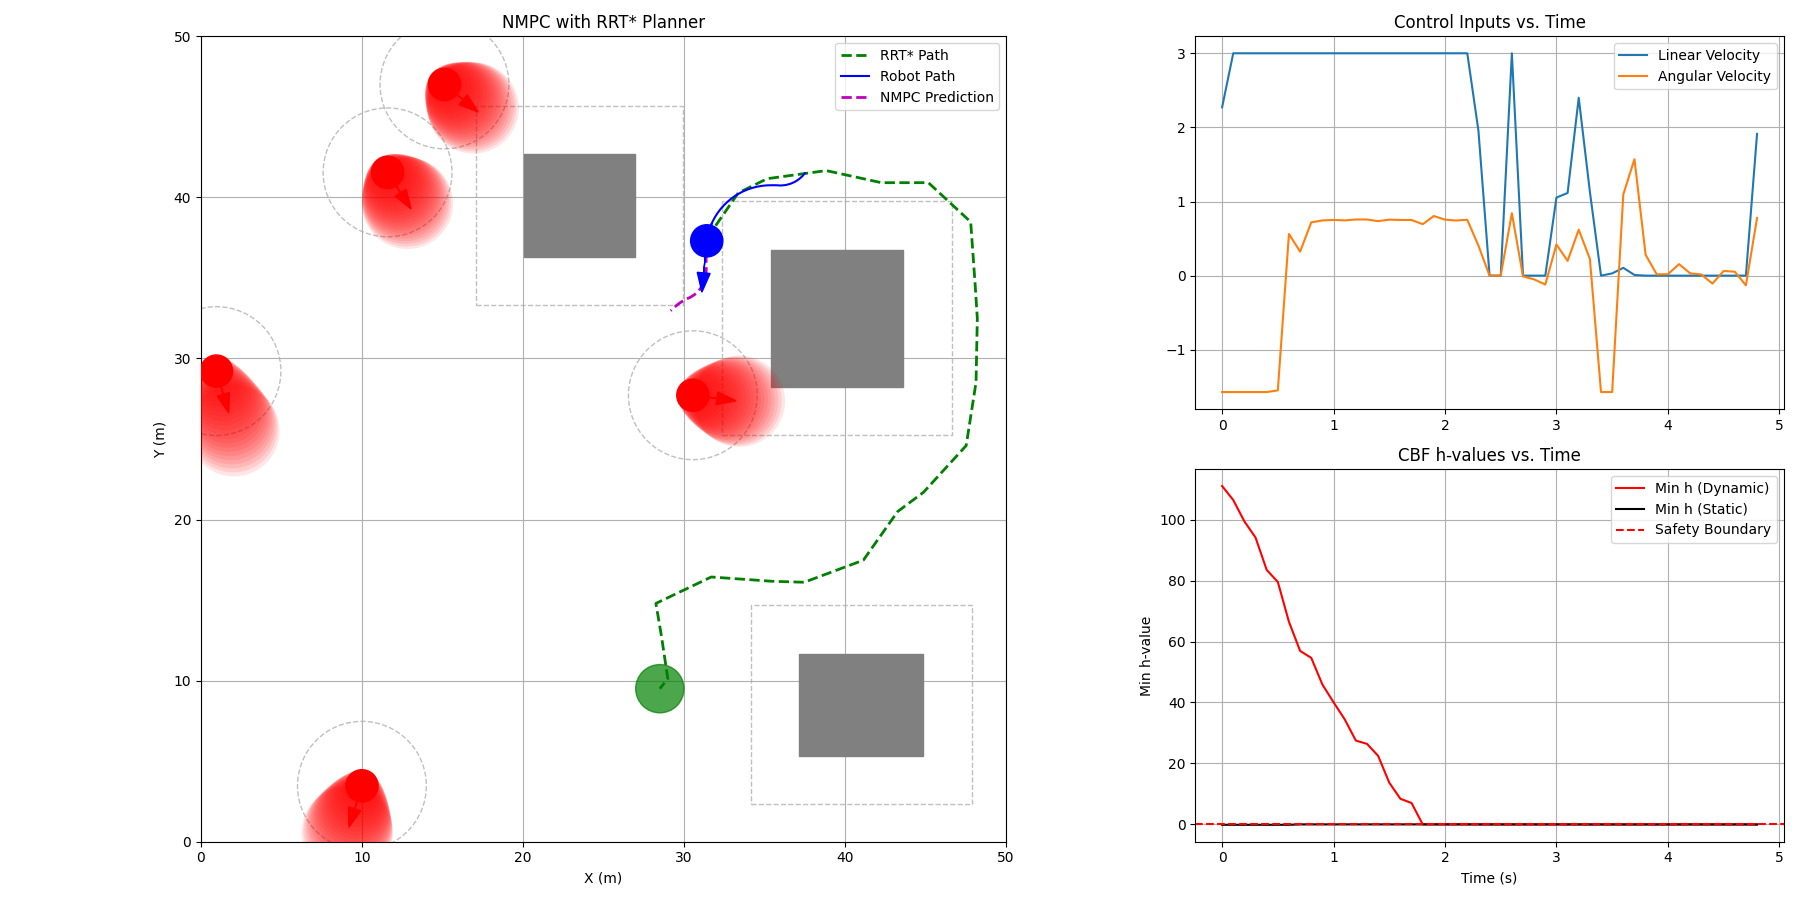 NMPC with RRT* Planner
50
40
30
20
10
0
0 10 20 30 40 50
Y (m)
X (m)
RRT* Path
Robot Path
NMPC Prediction
Control Inputs vs. Time
3
2
1
0
−1
0 1 2 3 4 5
Linear Velocity
Angular Velocity
CBF h-values vs. Time
100
80
60
40
20
0
0 1 2 3 4 5
Min h-value
Time (s)
Min h (Dynamic)
Min h (Static)
Safety Boundary